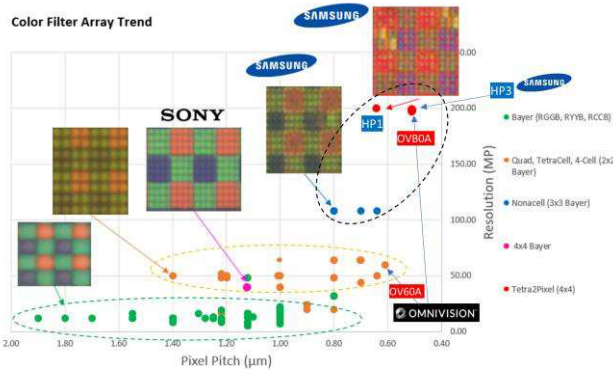 Color Filter Array Trend
SAMSUNG
SAMSUNG
SONY
SAMSUNG
HP3
HP1
OVB0A
OV60A
OMNIVISION
200.00
150.00
100.00
50.00
0.00
Resolution (MP)
2.00
1.80
1.60
1.40
1.20
1.00
0.80
0.60
0.40
Pixel Pitch (μm)
Bayer (RGGB, RYYB, RCCB)
Quad, TetraCell, 4-Cell (2x2
Bayer)
Nonacell (3x3 Bayer)
4x4 Bayer
Tetra2Pixel (4x4)